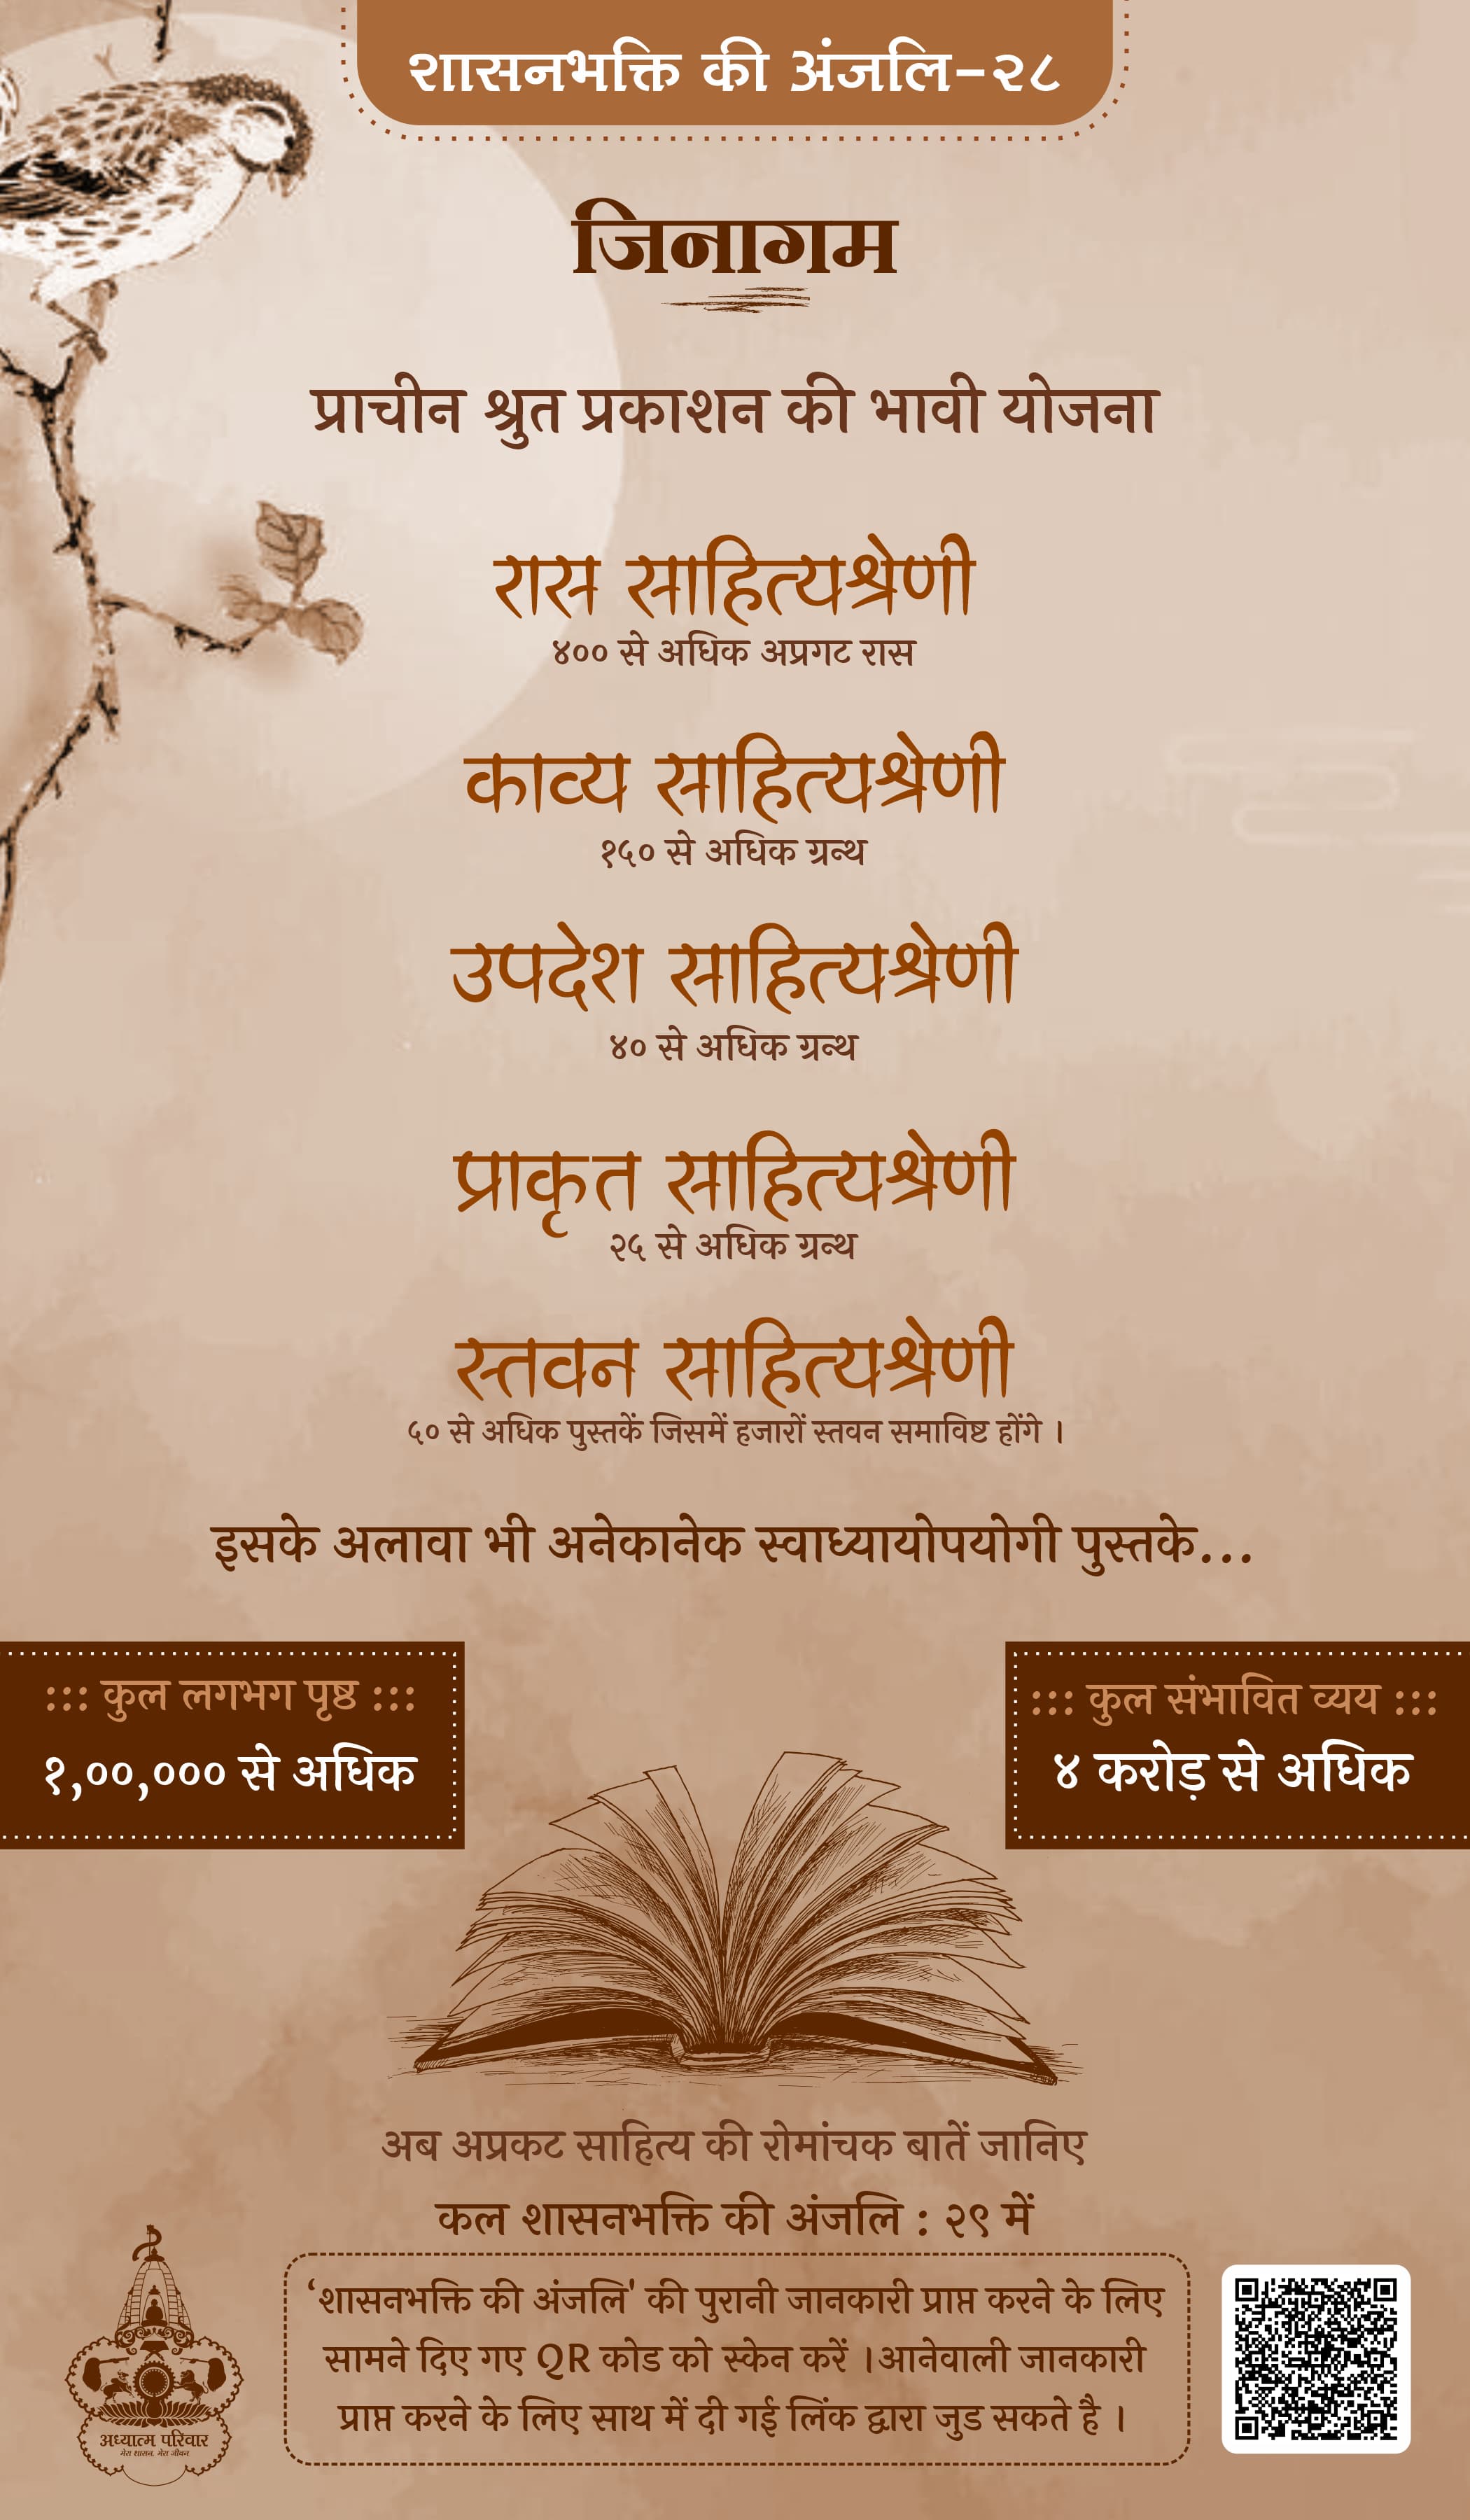 शासनभक्ति की अंजलि-२८
जिनागम
प्राचीन श्रुत प्रकाशन की भावी योजना
रास साहित्यश्रेणी
४०० से अधिक अप्रगट रास
काव्य साहित्यश्रेणी
१५० से अधिक ग्रन्थ
उपदेश साहित्यश्रेणी
४० से अधिक ग्रन्थ
प्राकृत साहित्यश्रेणी
२५ से अधिक ग्रन्थ
स्तवन साहित्यश्रेणी
५० से अधिक पुस्तकें जिसमें हजारों स्तवन समाविष्ट होंगे ।
इसके अलावा भी अनेकानेक स्वाध्यायोपयोगी पुस्तके...
::: कुल लगभग पृष्ठ :::
१,००,००० से अधिक
::: कुल संभावित व्यय :::
४ करोड़ से अधिक
अब अप्रकट साहित्य की रोमांचक बातें जानिए
कल शासनभक्ति की अंजलि : २९ में
‘शासनभक्ति की अंजलि' की पुरानी जानकारी प्राप्त करने के लिए
सामने दिए गए QR कोड को स्केन करें ।आनेवाली जानकारी
प्राप्त करने के लिए साथ में दी गई लिंक द्वारा जुड सकते है ।
अध्यात्म परिवार
मेरा शासन, मेरा जीवन